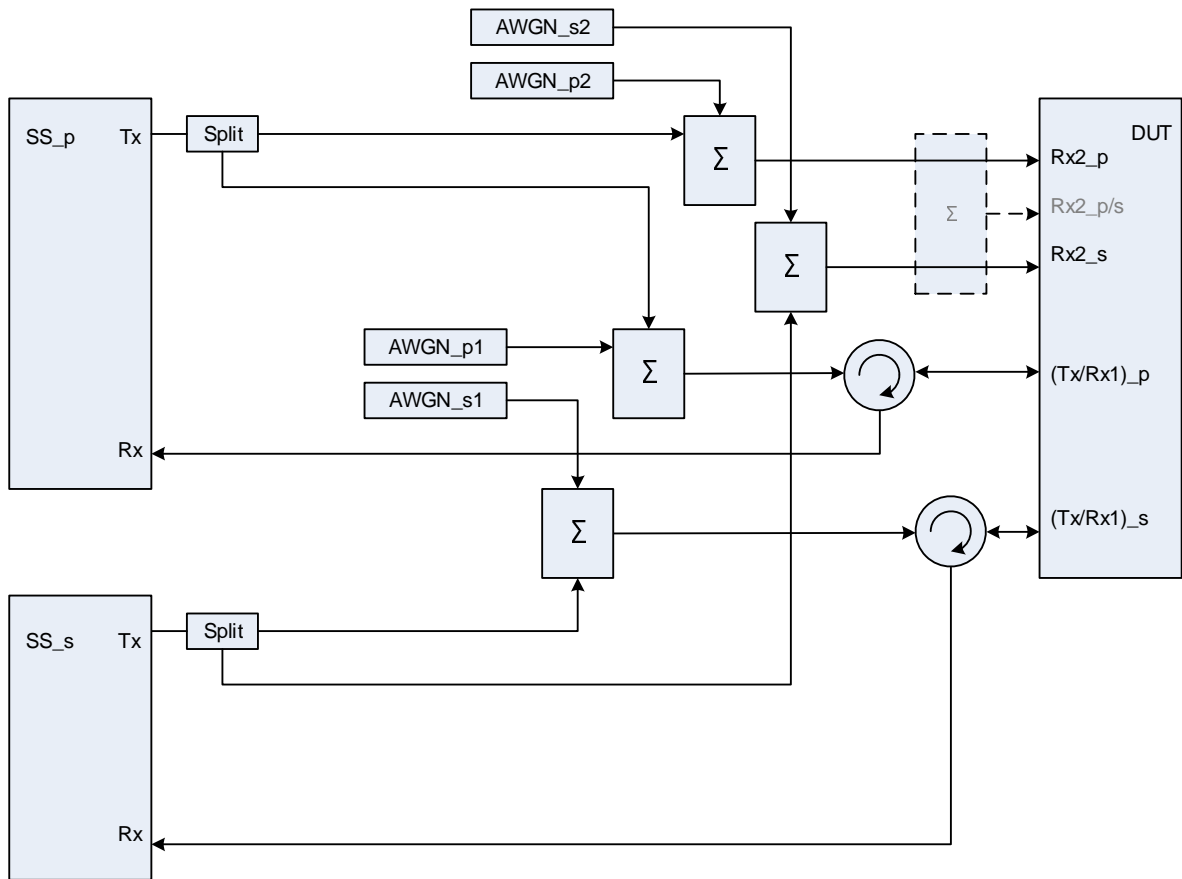 AWGN_s2
AWGN_p2
SS_p
Tx
Split
Σ
DUT
Rx2_p
Σ
Rx2_p/s
Σ
Rx2_s
AWGN_p1
Σ
(Tx/Rx1)_p
AWGN_s1
Rx
Σ
(Tx/Rx1)_s
SS_s
Tx
Split
Rx